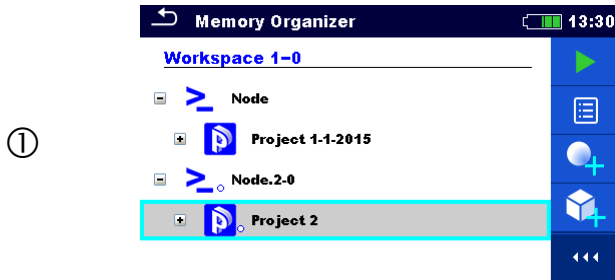 Memory Organizer 13:30
Workspace 1-0
①
Node
Project 1-1-2015
Node.2-0
Project 2